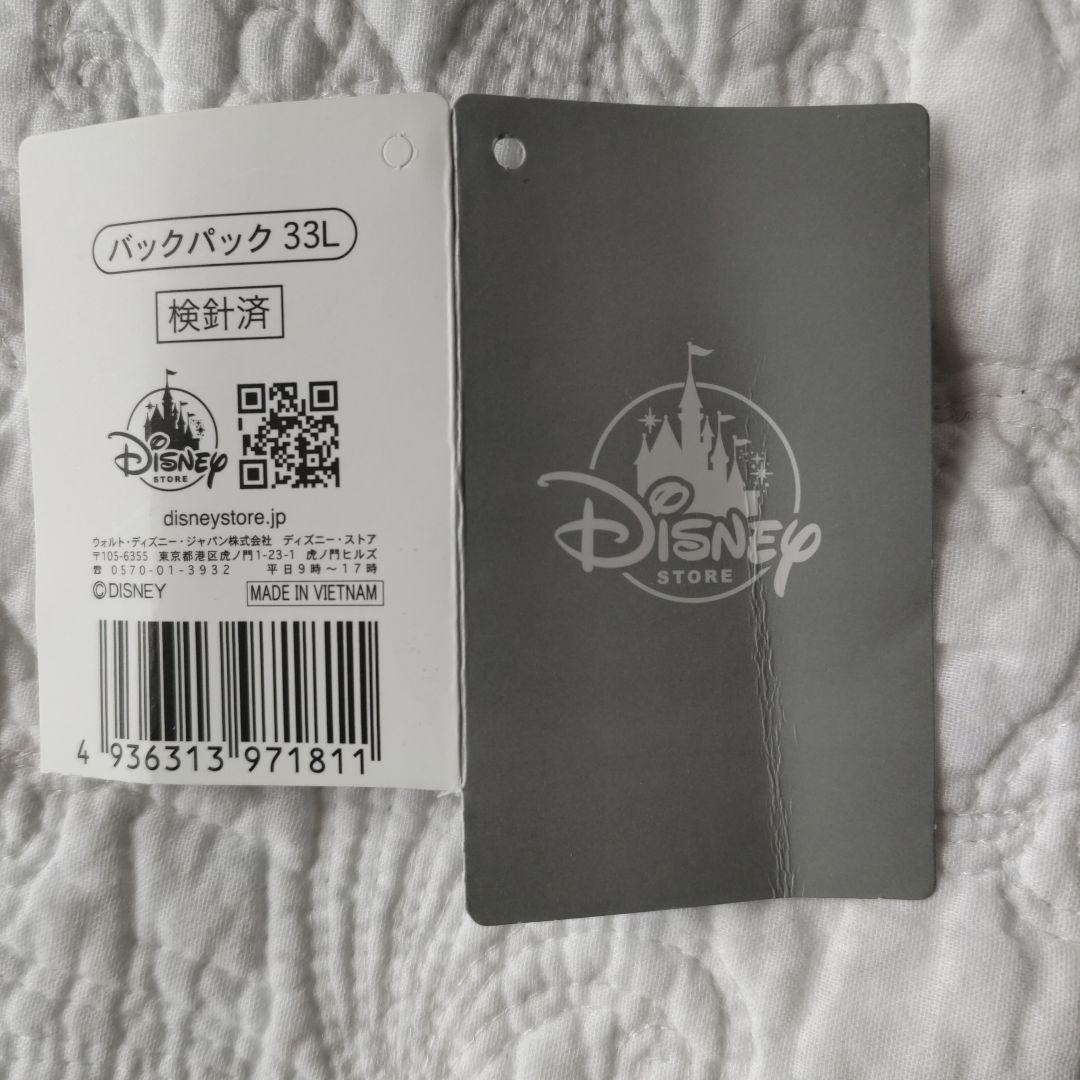 バックパック 33L
検針済
Disney
STORE
disneystore.jp
ウォルト・ディズニー・ジャパン株式会社 ディズニー・ストア
〒105-6355 東京都港区虎ノ門1-23-1 虎ノ門ヒルズ
☎ 0570-01-3932 平日9時～17時
©DISNEY MADE IN VIETNAM
4 936313 971811
Disney
STORE